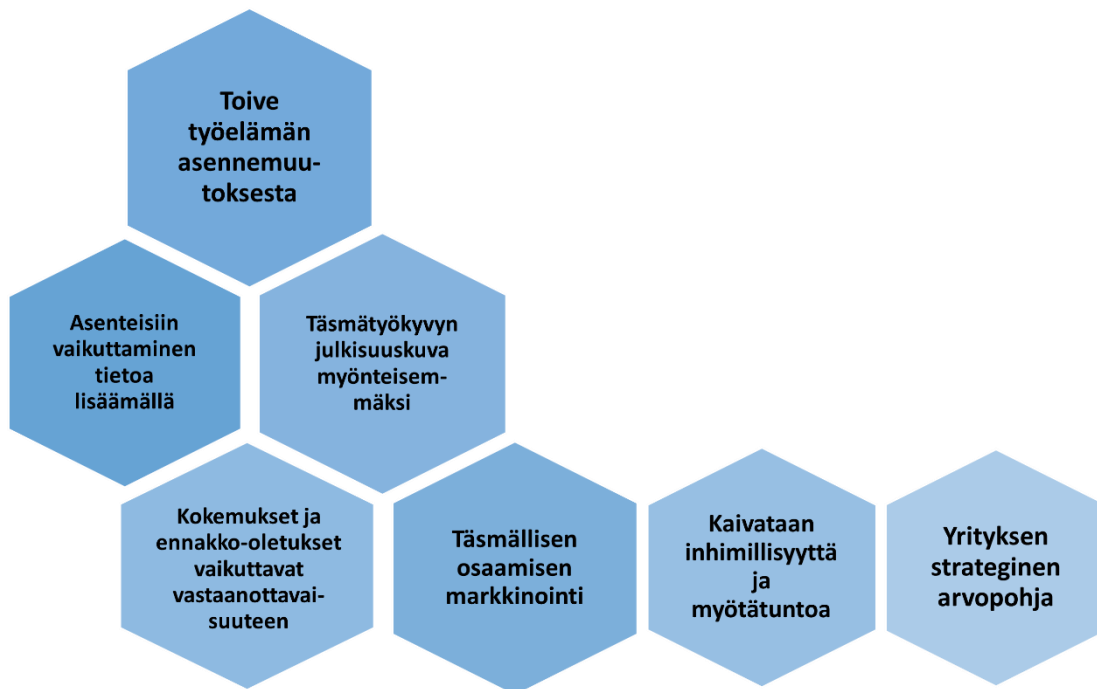 Toive
työelämän
asennemuu-
toksesta
Asenteisiin
vaikuttaminen
tietoa
lisäämällä
Täsmätyökyvyn
julkisuuskuva
myönteisem-
mäksi
Kokemukset ja
ennakko-oletukset
vaikuttavat
vastaanottavai-
suuteen
Täsmällisen
osaamisen
markkinointi
Kaivataan
inhimillisyyttä
ja
myötätuntoa
Yrityksen
strateginen
arvopohja